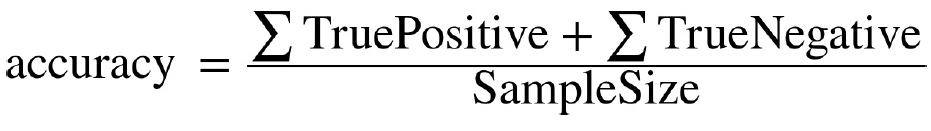 accuracy = ∑ TruePositive + ∑ TrueNegative
SampleSize